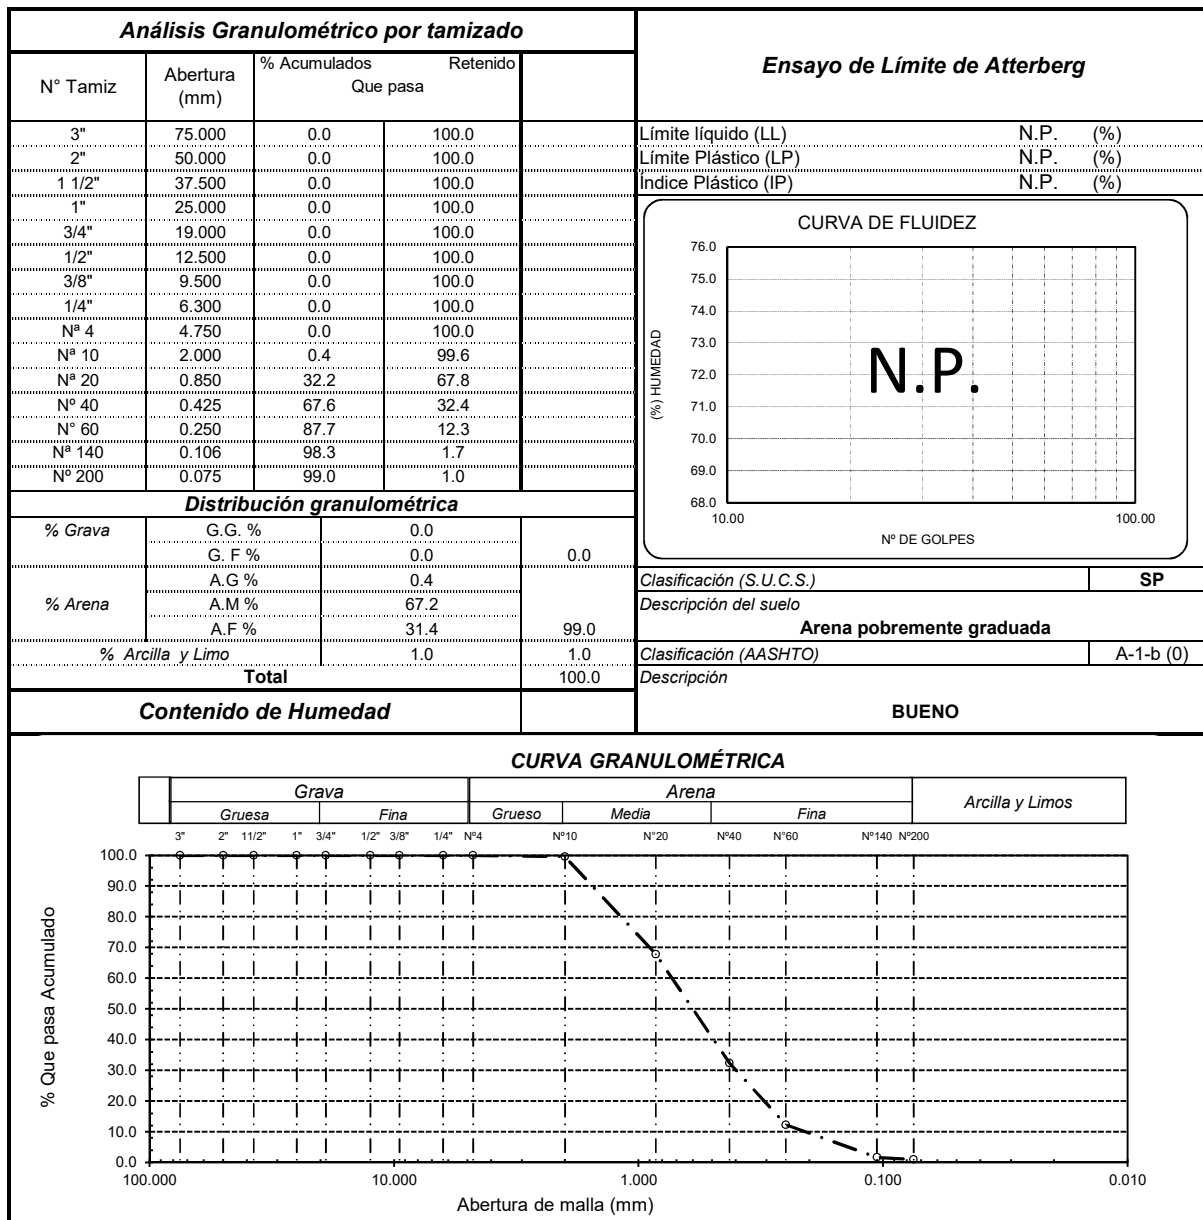 Análisis Granulométrico por tamizado
N° Tamiz
Abertura (mm)
% Acumulados Retenido
Que pasa
3" 75.000 0.0 100.0
2" 50.000 0.0 100.0
1 1/2" 37.500 0.0 100.0
1" 25.000 0.0 100.0
3/4" 19.000 0.0 100.0
1/2" 12.500 0.0 100.0
3/8" 9.500 0.0 100.0
1/4" 6.300 0.0 100.0
Nª 4 4.750 0.0 100.0
Nª 10 2.000 0.4 99.6
Nª 20 0.850 32.2 67.8
Nº 40 0.425 67.6 32.4
N° 60 0.250 87.7 12.3
Nª 140 0.106 98.3 1.7
Nº 200 0.075 99.0 1.0
Distribución granulométrica
% Grava G.G. % 0.0
G. F % 0.0 0.0
A.G % 0.4
% Arena A.M % 67.2
A.F % 31.4 99.0
% Arcilla y Limo 1.0 1.0
Total 100.0
Contenido de Humedad
Ensayo de Límite de Atterberg
Límite líquido (LL) N.P. (%)
Límite Plástico (LP) N.P. (%)
Índice Plástico (IP) N.P. (%)
CURVA DE FLUIDEZ
(%) HUMEDAD
76.0
75.0
74.0
73.0
72.0
71.0
70.0
69.0
68.0
N.P.
10.00 100.00
Nº DE GOLPES
Clasificación (S.U.C.S.) SP
Descripción del suelo
Arena pobremente graduada
Clasificación (AASHTO) A-1-b (0)
Descripción
BUENO
CURVA GRANULOMÉTRICA
Grava Arena Arcilla y Limos
Gruesa Fina Grueso Media Fina
3" 2" 11/2" 1" 3/4" 1/2" 3/8" 1/4" Nº4 Nº10 Nº20 Nº40 Nº60 Nº140 Nº200
% Que pasa Acumulado
100.0
90.0
80.0
70.0
60.0
50.0
40.0
30.0
20.0
10.0
0.0
100.000 10.000 1.000 0.100 0.010
Abertura de malla (mm)